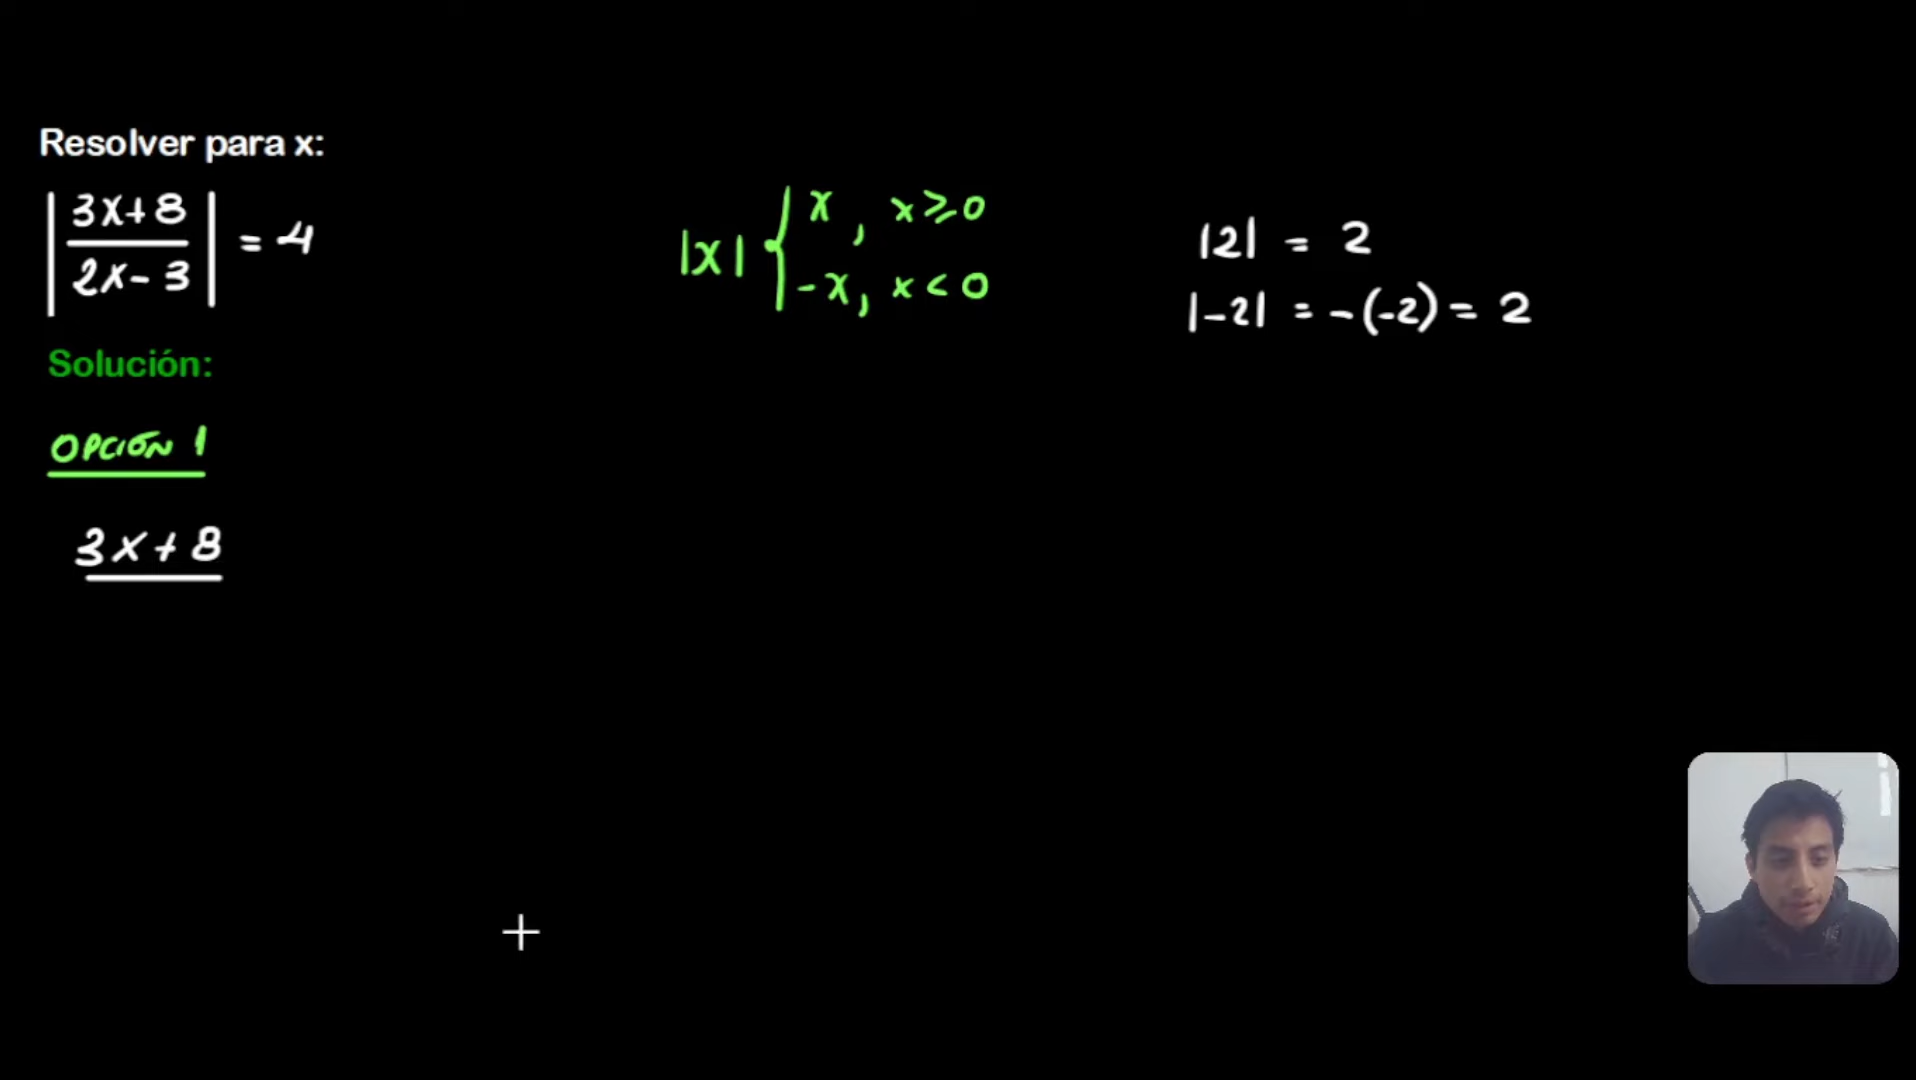 Resolver para x:
|3x+8 / 2x-3| = 4
|x| { x, x ≥ 0
-x, x < 0
|2| = 2
|-2| = -(-2) = 2
Solución:
OPCIÓN 1
3x+8